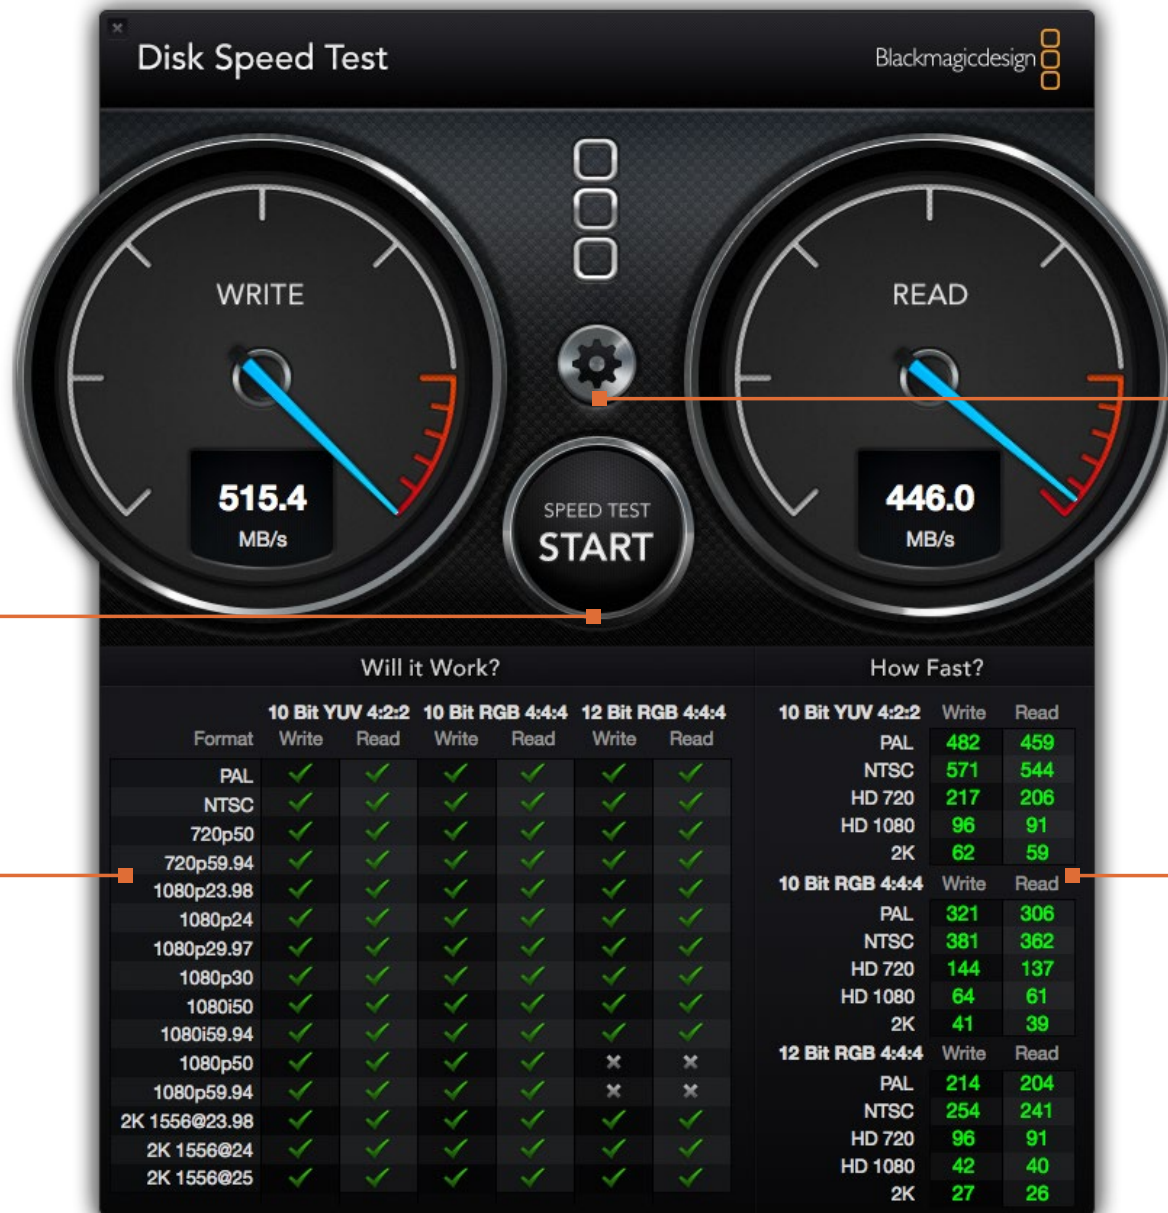 Disk Speed Test
Blackmagicdesign
WRITE
515.4
MB/s
READ
446.0
MB/s
SPEED TEST
START
Will it Work?
10 Bit YUV 4:2:2 10 Bit RGB 4:4:4 12 Bit RGB 4:4:4
Format Write Read Write Read Write Read
PAL
NTSC
720p50
720p59.94
1080p23.98
1080p24
1080p29.97
1080p30
1080i50
1080i59.94
1080p50
1080p59.94
2K 1556@23.98
2K 1556@24
2K 1556@25
How Fast?
10 Bit YUV 4:2:2 Write Read
PAL 482 459
NTSC 571 544
HD 720 217 206
HD 1080 96 91
2K 62 59
10 Bit RGB 4:4:4 Write Read
PAL 321 306
NTSC 381 362
HD 720 144 137
HD 1080 64 61
2K 41 39
12 Bit RGB 4:4:4 Write Read
PAL 214 204
NTSC 254 241
HD 720 96 91
HD 1080 42 40
2K 27 26